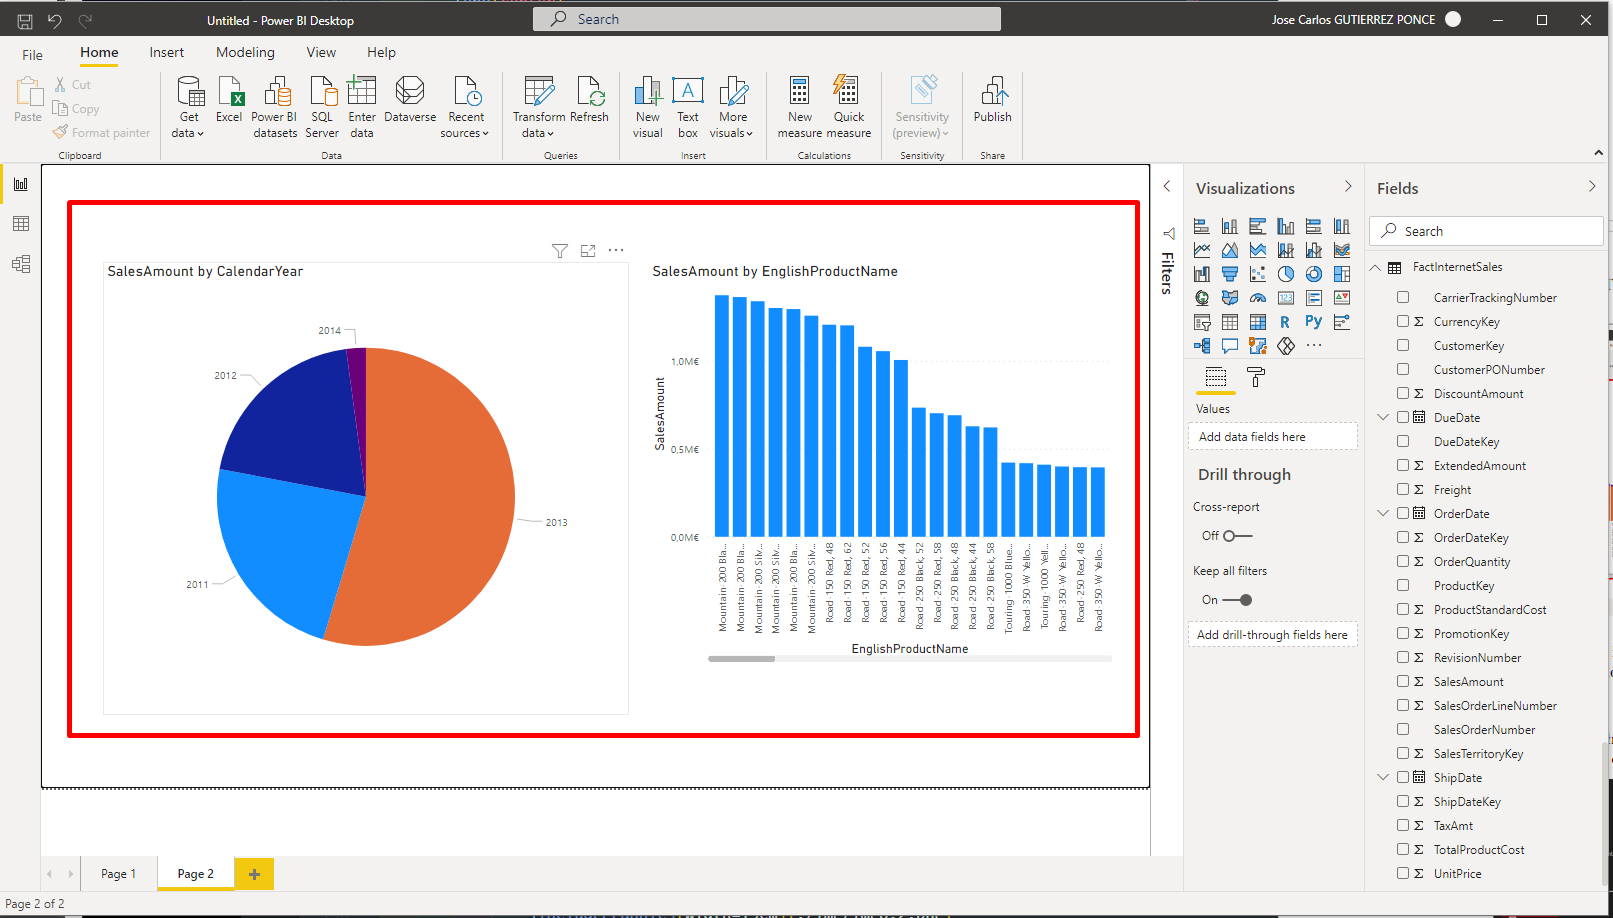 Untitled - Power BI Desktop
Search
Jose Carlos GUTIERREZ PONCE
File
Home
Insert
Modeling
View
Help
Paste
Cut
Copy
Format painter
Clipboard
Get data
Excel
Power BI datasets
SQL Server
Enter data
Dataverse
Recent sources
Data
Transform data
Refresh
Queries
New visual
Text box
More visuals
Insert
New measure
Quick measure
Calculations
Sensitivity (preview)
Sensitivity
Publish
Share
SalesAmount by CalendarYear
2014
2012
2013
2011
SalesAmount by EnglishProductName
SalesAmount
1,0M€
0,5M€
0,0M€
Mountain-200 Bla...
Mountain-200 Bla...
Mountain-200 Silv...
Mountain-200 Silv...
Mountain-200 Bla...
Mountain-200 Silv...
Road-150 Red, 48
Road-150 Red, 62
Road-150 Red, 52
Road-150 Red, 56
Road-150 Red, 44
Road-250 Black, 52
Road-250 Red, 58
Road-250 Black, 48
Road-250 Black, 44
Road-250 Black, 58
Touring-1000 Blue...
Road-350-W Yello...
Touring-1000 Yell...
Road-350-W Yello...
Road-250 Red, 48
Road-350-W Yello...
EnglishProductName
Filters
Visualizations
123
R
Py
Values
Add data fields here
Drill through
Cross-report
Off
Keep all filters
On
Add drill-through fields here
Fields
Search
FactInternetSales
CarrierTrackingNumber
CurrencyKey
CustomerKey
CustomerPONumber
DiscountAmount
DueDate
DueDateKey
ExtendedAmount
Freight
OrderDate
OrderDateKey
OrderQuantity
ProductKey
ProductStandardCost
PromotionKey
RevisionNumber
SalesAmount
SalesOrderLineNumber
SalesOrderNumber
SalesTerritoryKey
ShipDate
ShipDateKey
TaxAmt
TotalProductCost
UnitPrice
Page 1
Page 2
Page 2 of 2